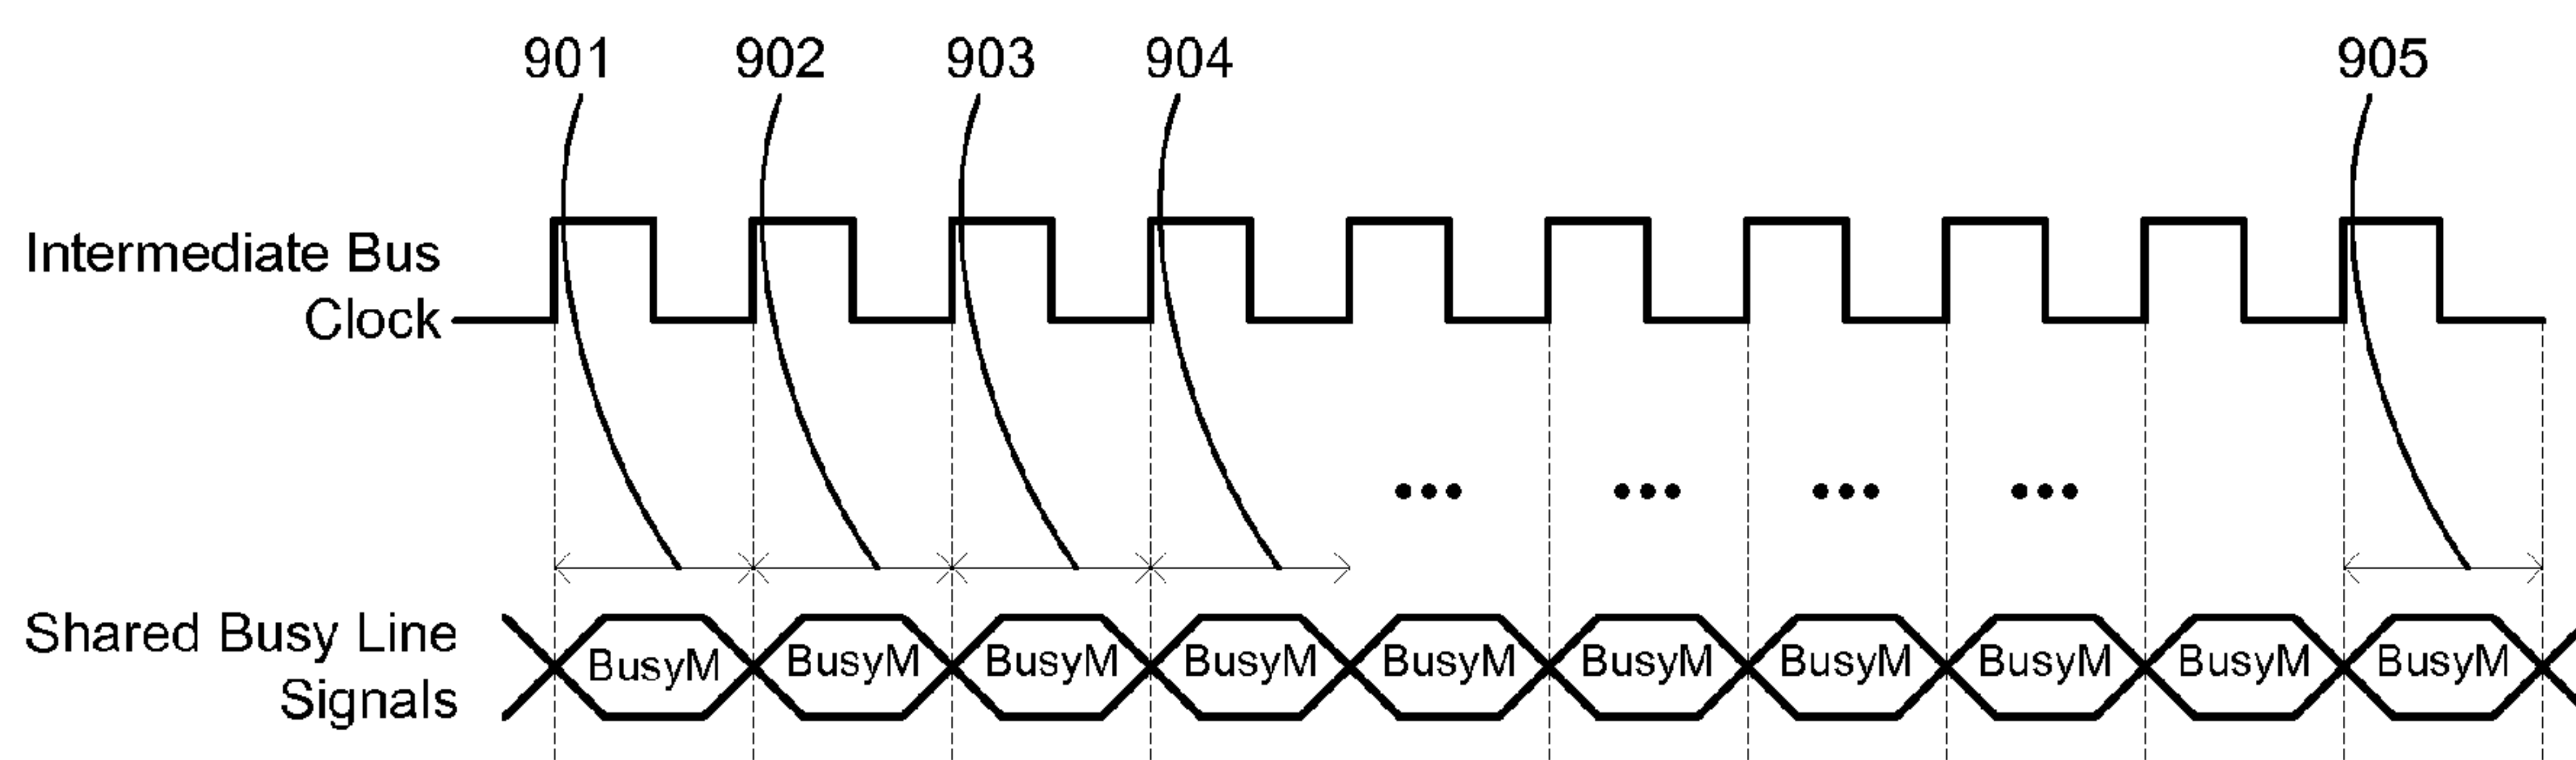 901 902 903 904 905
Intermediate Bus
Clock
••• ••• ••• •••
Shared Busy Line
Signals
BusyM BusyM BusyM BusyM BusyM BusyM BusyM BusyM BusyM BusyM